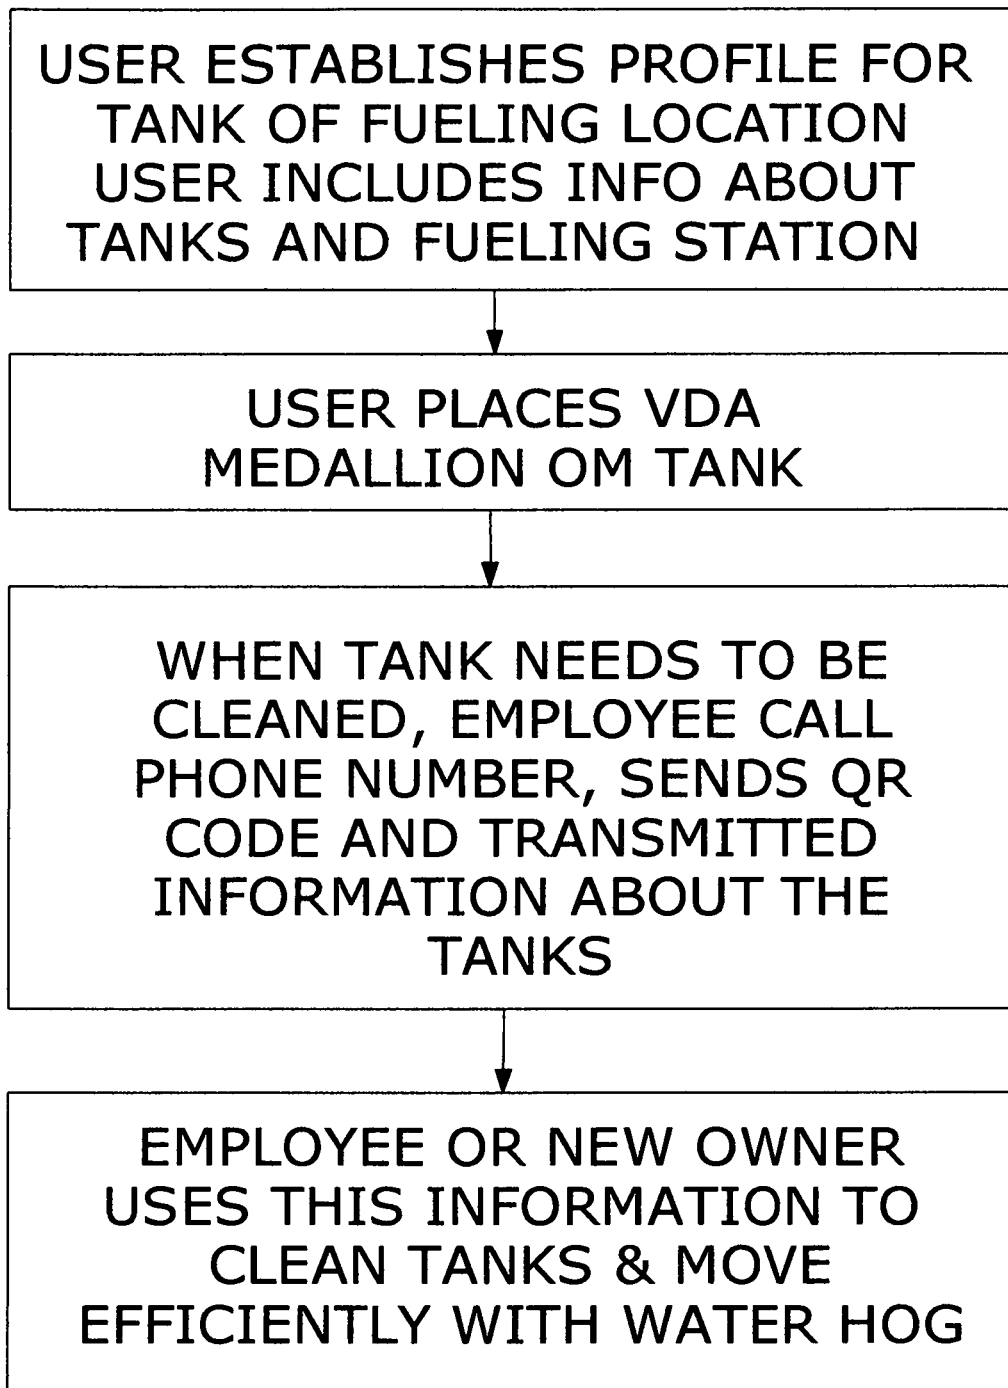 USER ESTABLISHES PROFILE FOR
TANK OF FUELING LOCATION
USER INCLUDES INFO ABOUT
TANKS AND FUELING STATION
USER PLACES VDA
MEDALLION OM TANK
WHEN TANK NEEDS TO BE
CLEANED, EMPLOYEE CALL
PHONE NUMBER, SENDS QR
CODE AND TRANSMITTED
INFORMATION ABOUT THE
TANKS
EMPLOYEE OR NEW OWNER
USES THIS INFORMATION TO
CLEAN TANKS & MOVE
EFFICIENTLY WITH WATER HOG